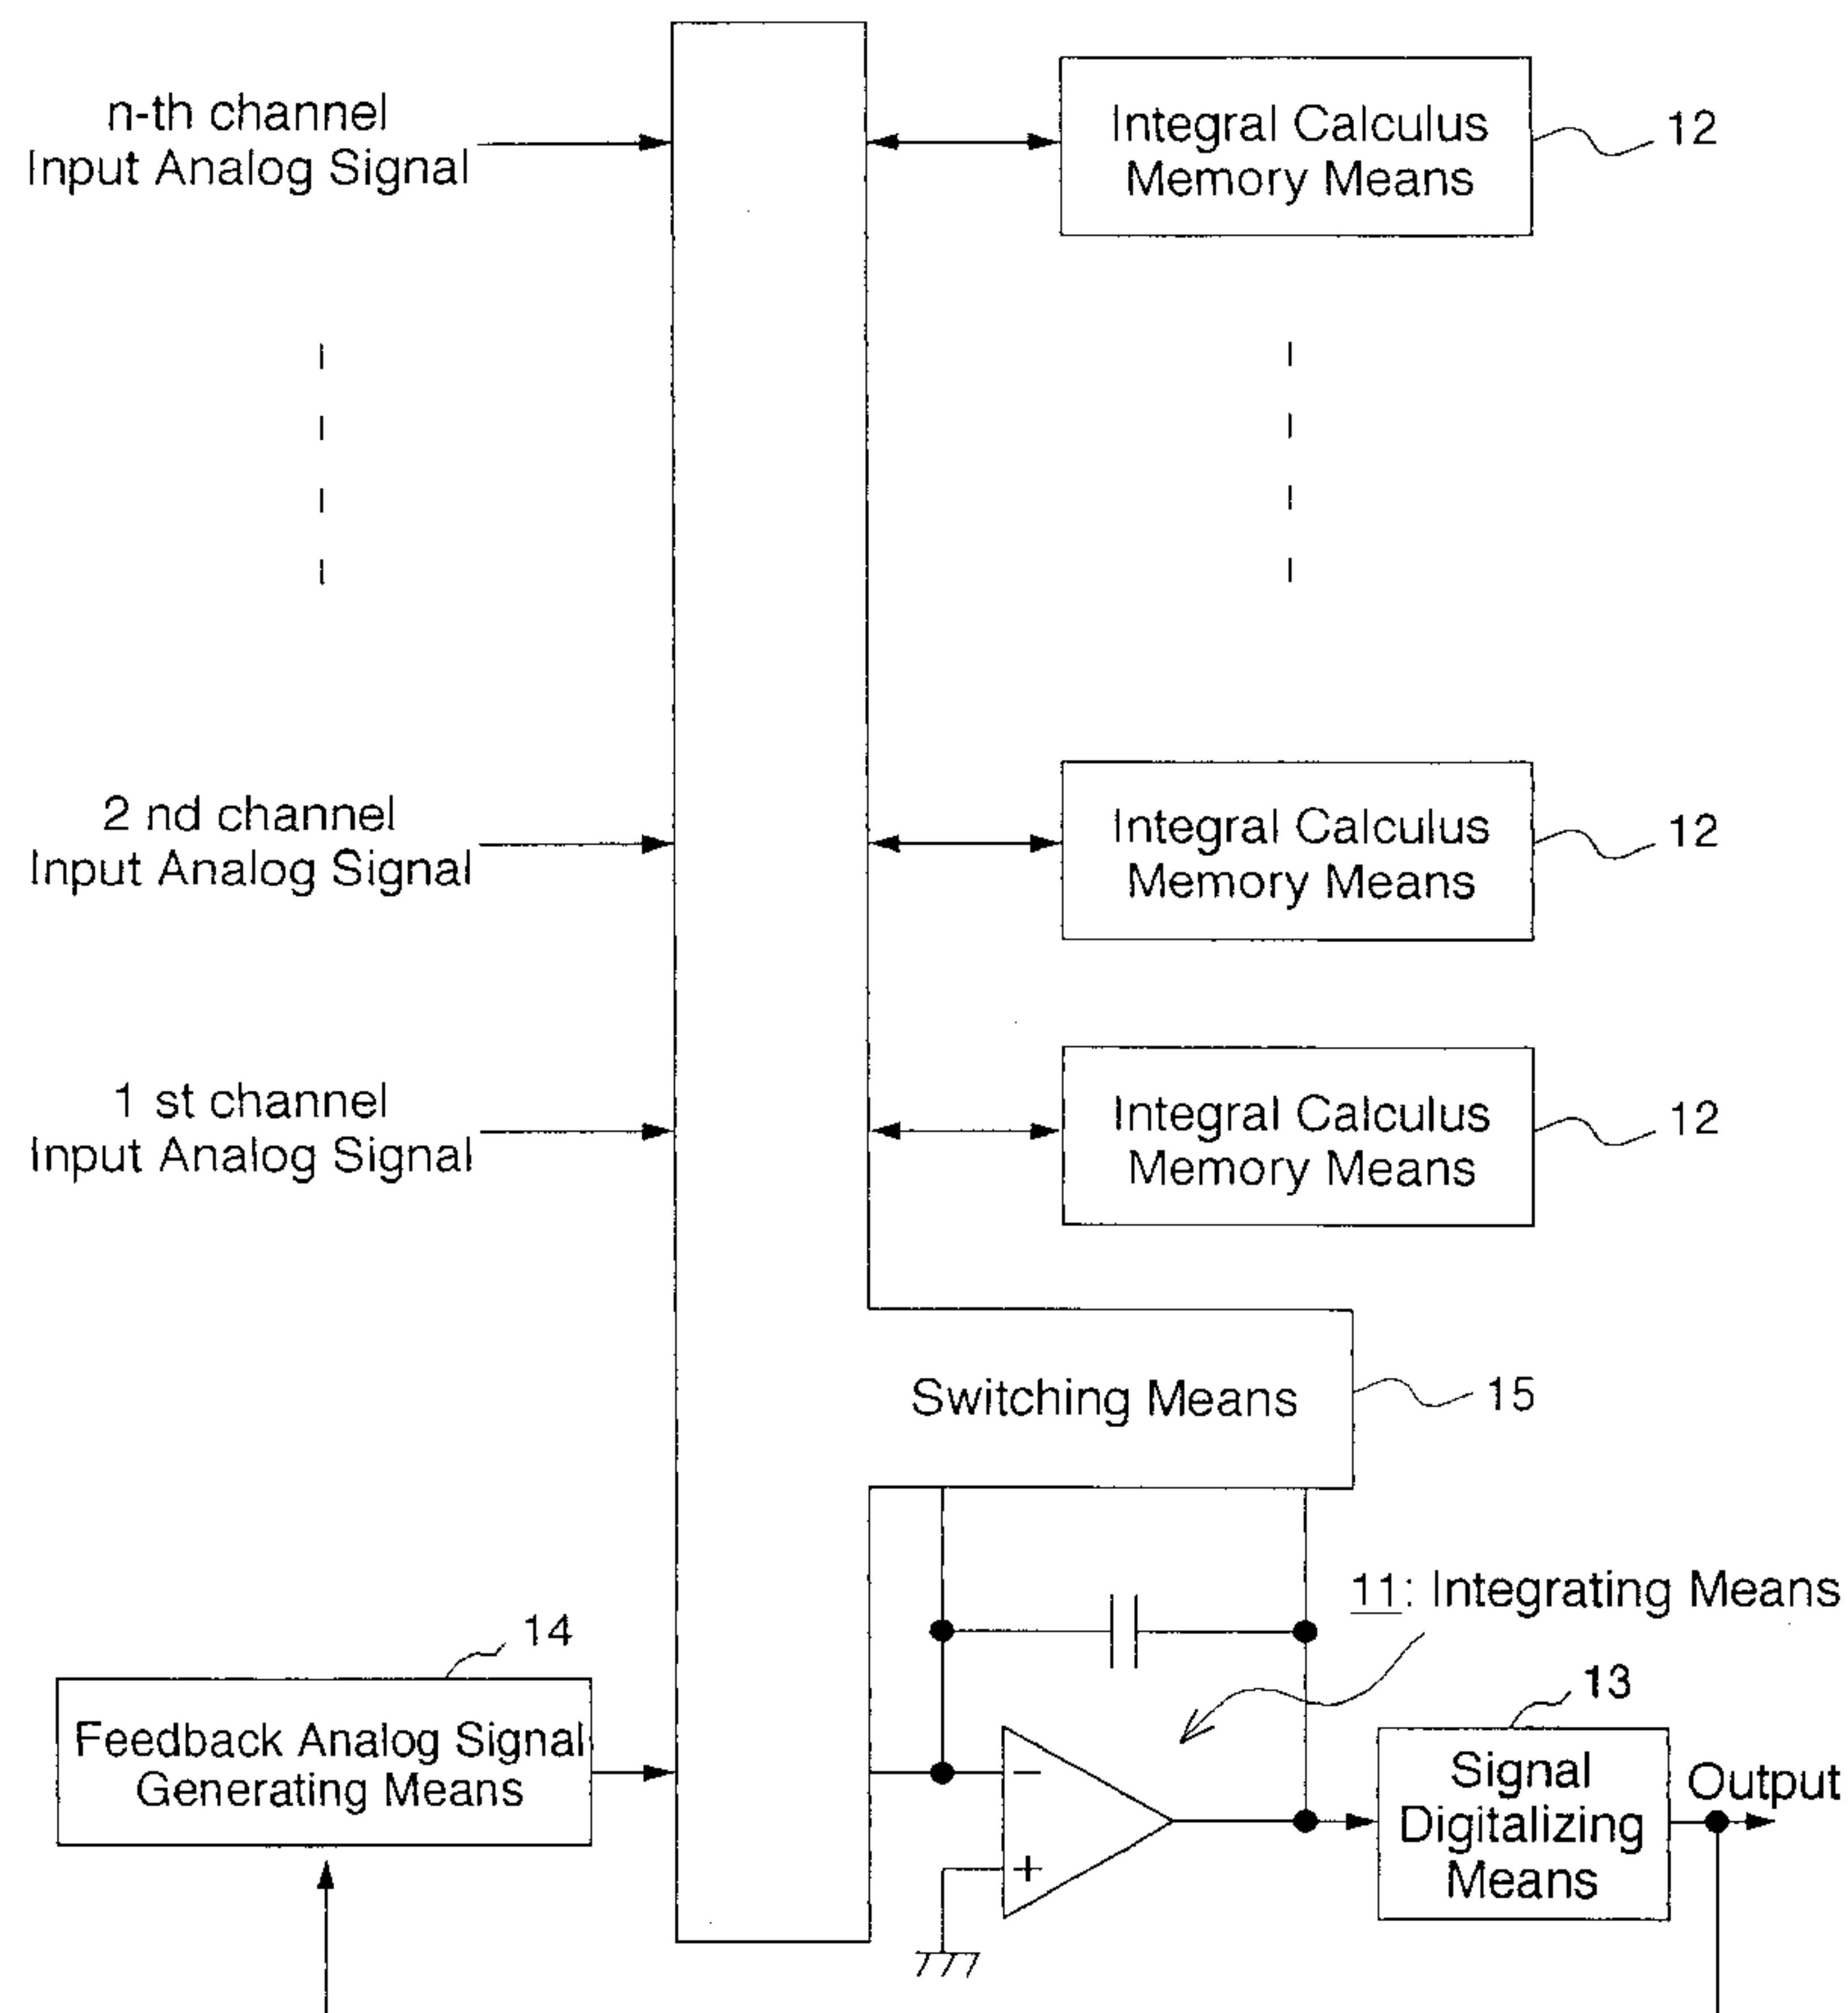 n-th channel
Input Analog Signal
Integral Calculus
Memory Means
12
2 nd channel
Input Analog Signal
Integral Calculus
Memory Means
12
1 st channel
Input Analog Signal
Integral Calculus
Memory Means
12
Switching Means
15
11: Integrating Means
14
Feedback Analog Signal
Generating Means
−
+
13
Signal
Digitalizing
Means
Output